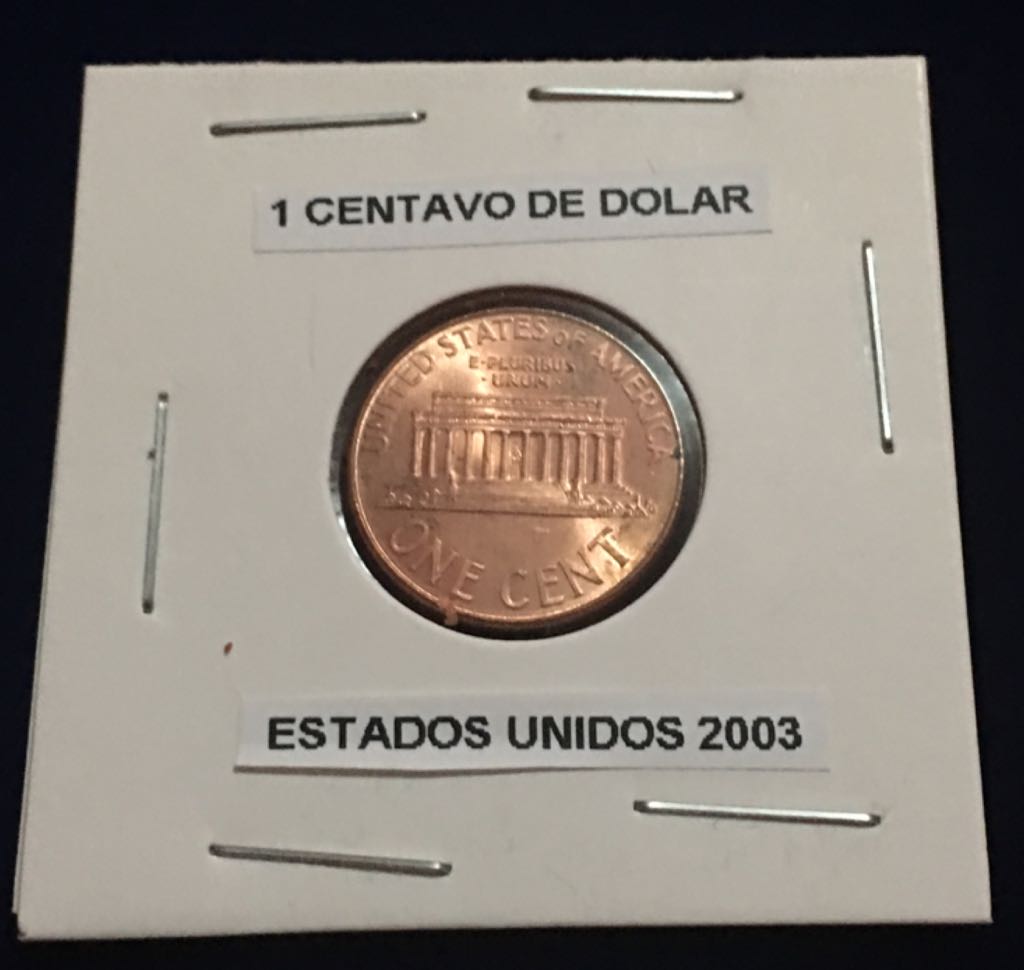 1 CENTAVO DE DOLAR
UNITED STATES OF AMERICA
E·PLURIBUS
·UNUM·
ONE CENT
ESTADOS UNIDOS 2003